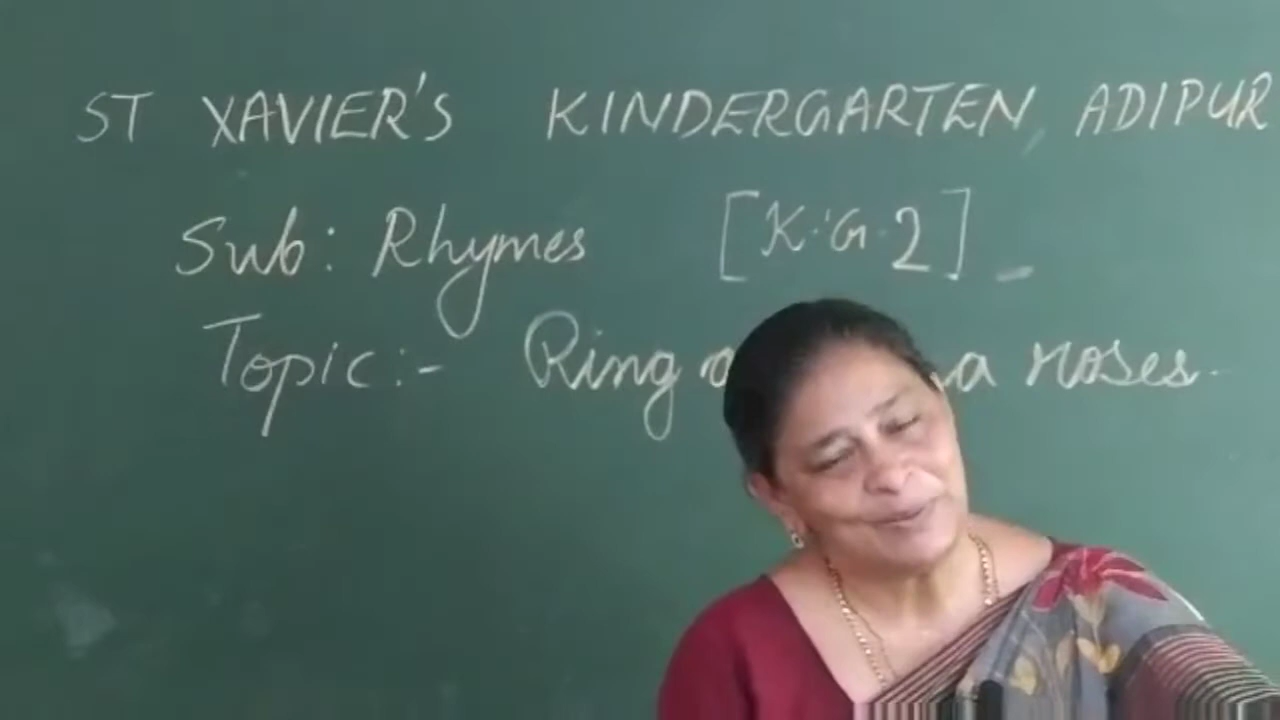 ST XAVIER'S KINDERGARTEN, ADIPUR
Sub: Rhymes [K.G.2]
Topic:- Ring a roses.